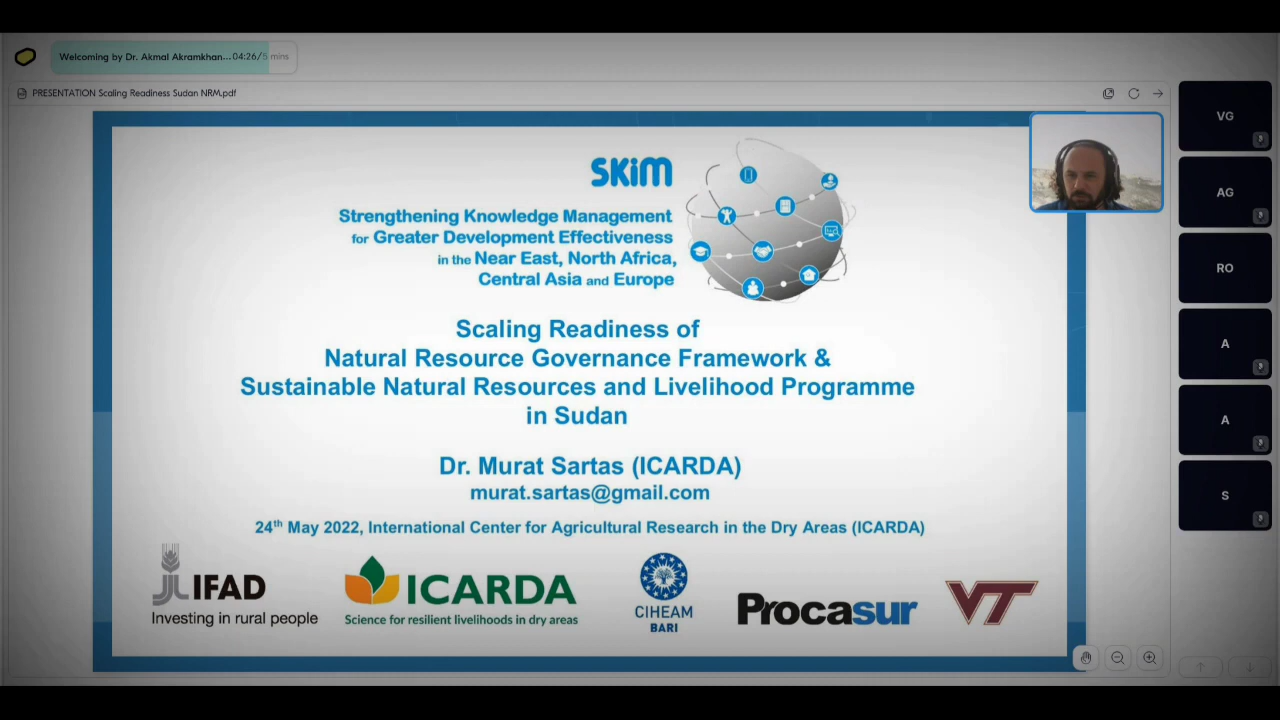 Welcoming by Dr. Akmal Akramkhan... 04:26/5 mins
PRESENTATION Scaling Readiness Sudan NRM.pdf
SKiM
Strengthening Knowledge Management
for Greater Development Effectiveness
in the Near East, North Africa,
Central Asia and Europe
Scaling Readiness of
Natural Resource Governance Framework &
Sustainable Natural Resources and Livelihood Programme
in Sudan
Dr. Murat Sartas (ICARDA)
murat.sartas@gmail.com
24th May 2022, International Center for Agricultural Research in the Dry Areas (ICARDA)
IFAD
Investing in rural people
ICARDA
Science for resilient livelihoods in dry areas
CIHEAM
BARI
Procasur
VT
VG
AG
RO
A
A
S